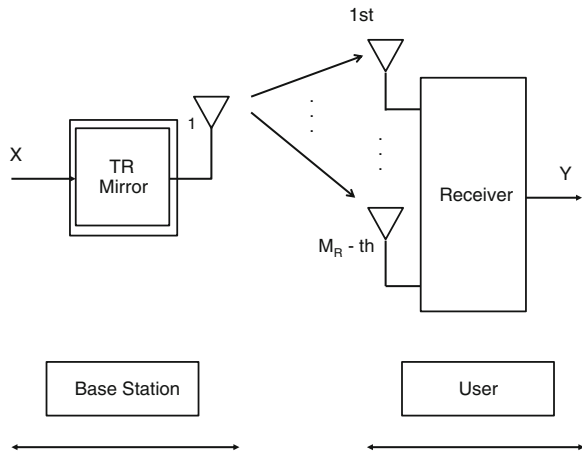 1st
1
X
TR
Mirror
Receiver
Y
M_R - th
Base Station
User